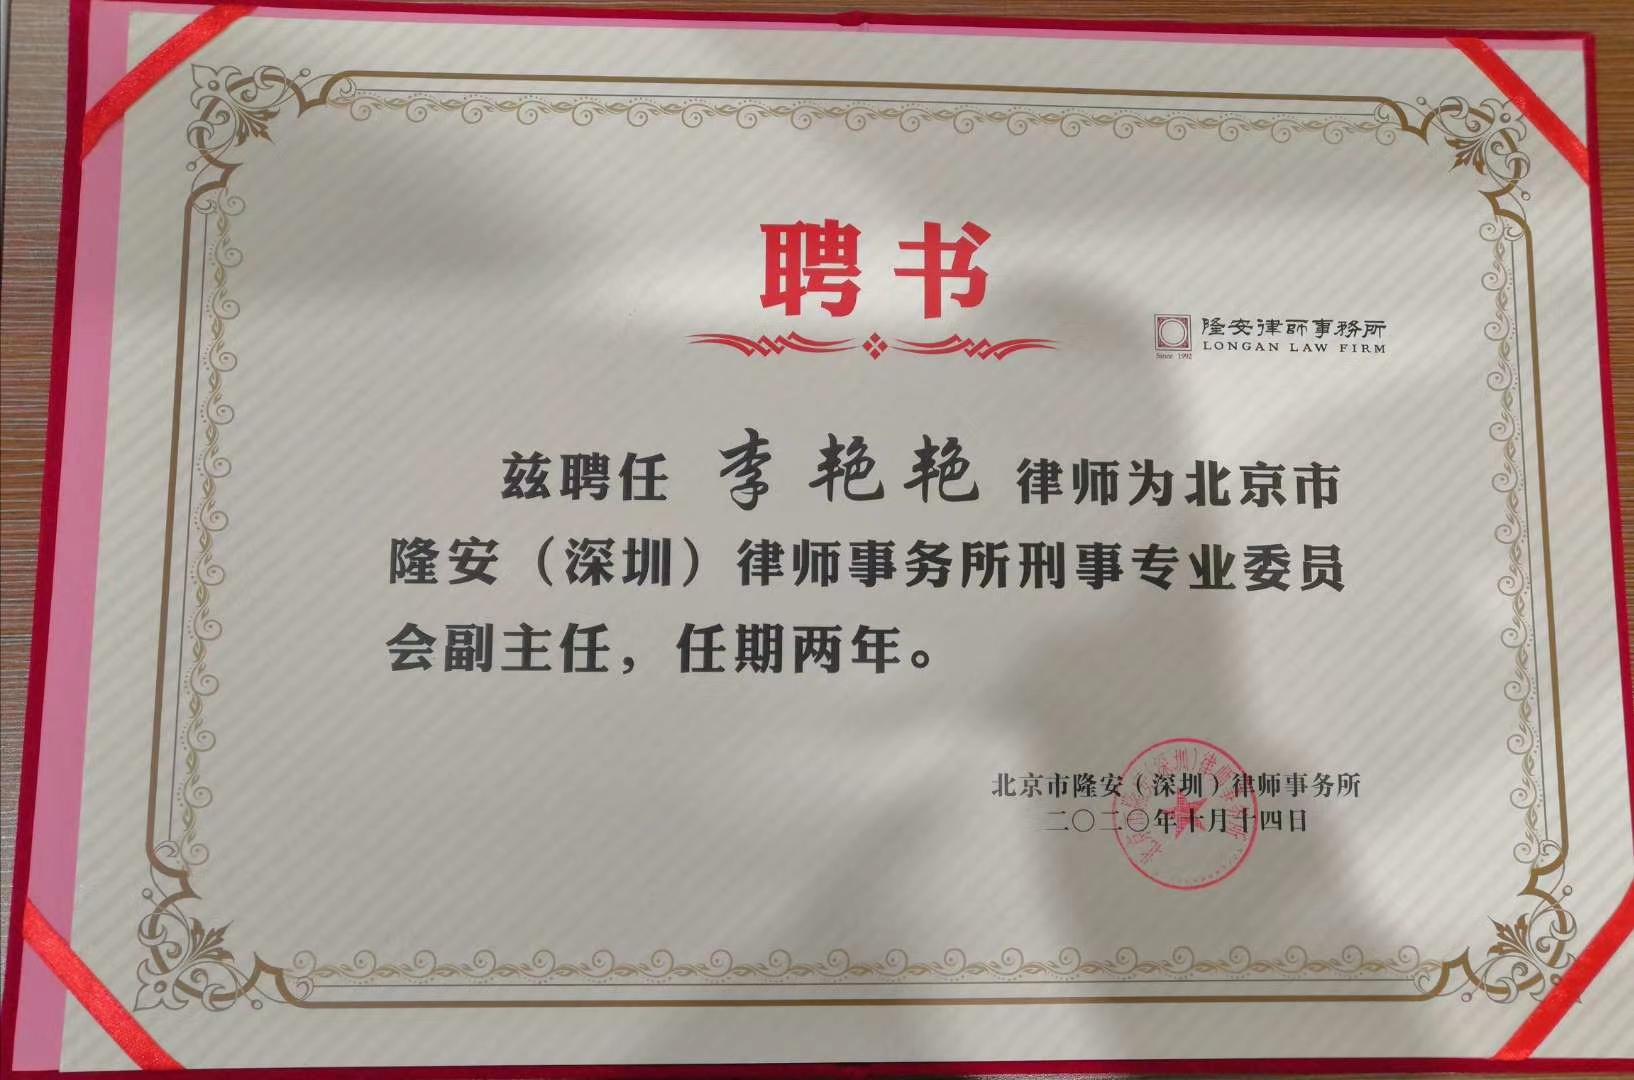 聘书
隆安律師事務所
LONGAN LAW FIRM
Since 1992
兹聘任 李艳艳 律师为北京市
隆安（深圳）律师事务所刑事专业委员
会副主任，任期两年。
北京市隆安（深圳）律师事务所
二〇二〇年十月十四日